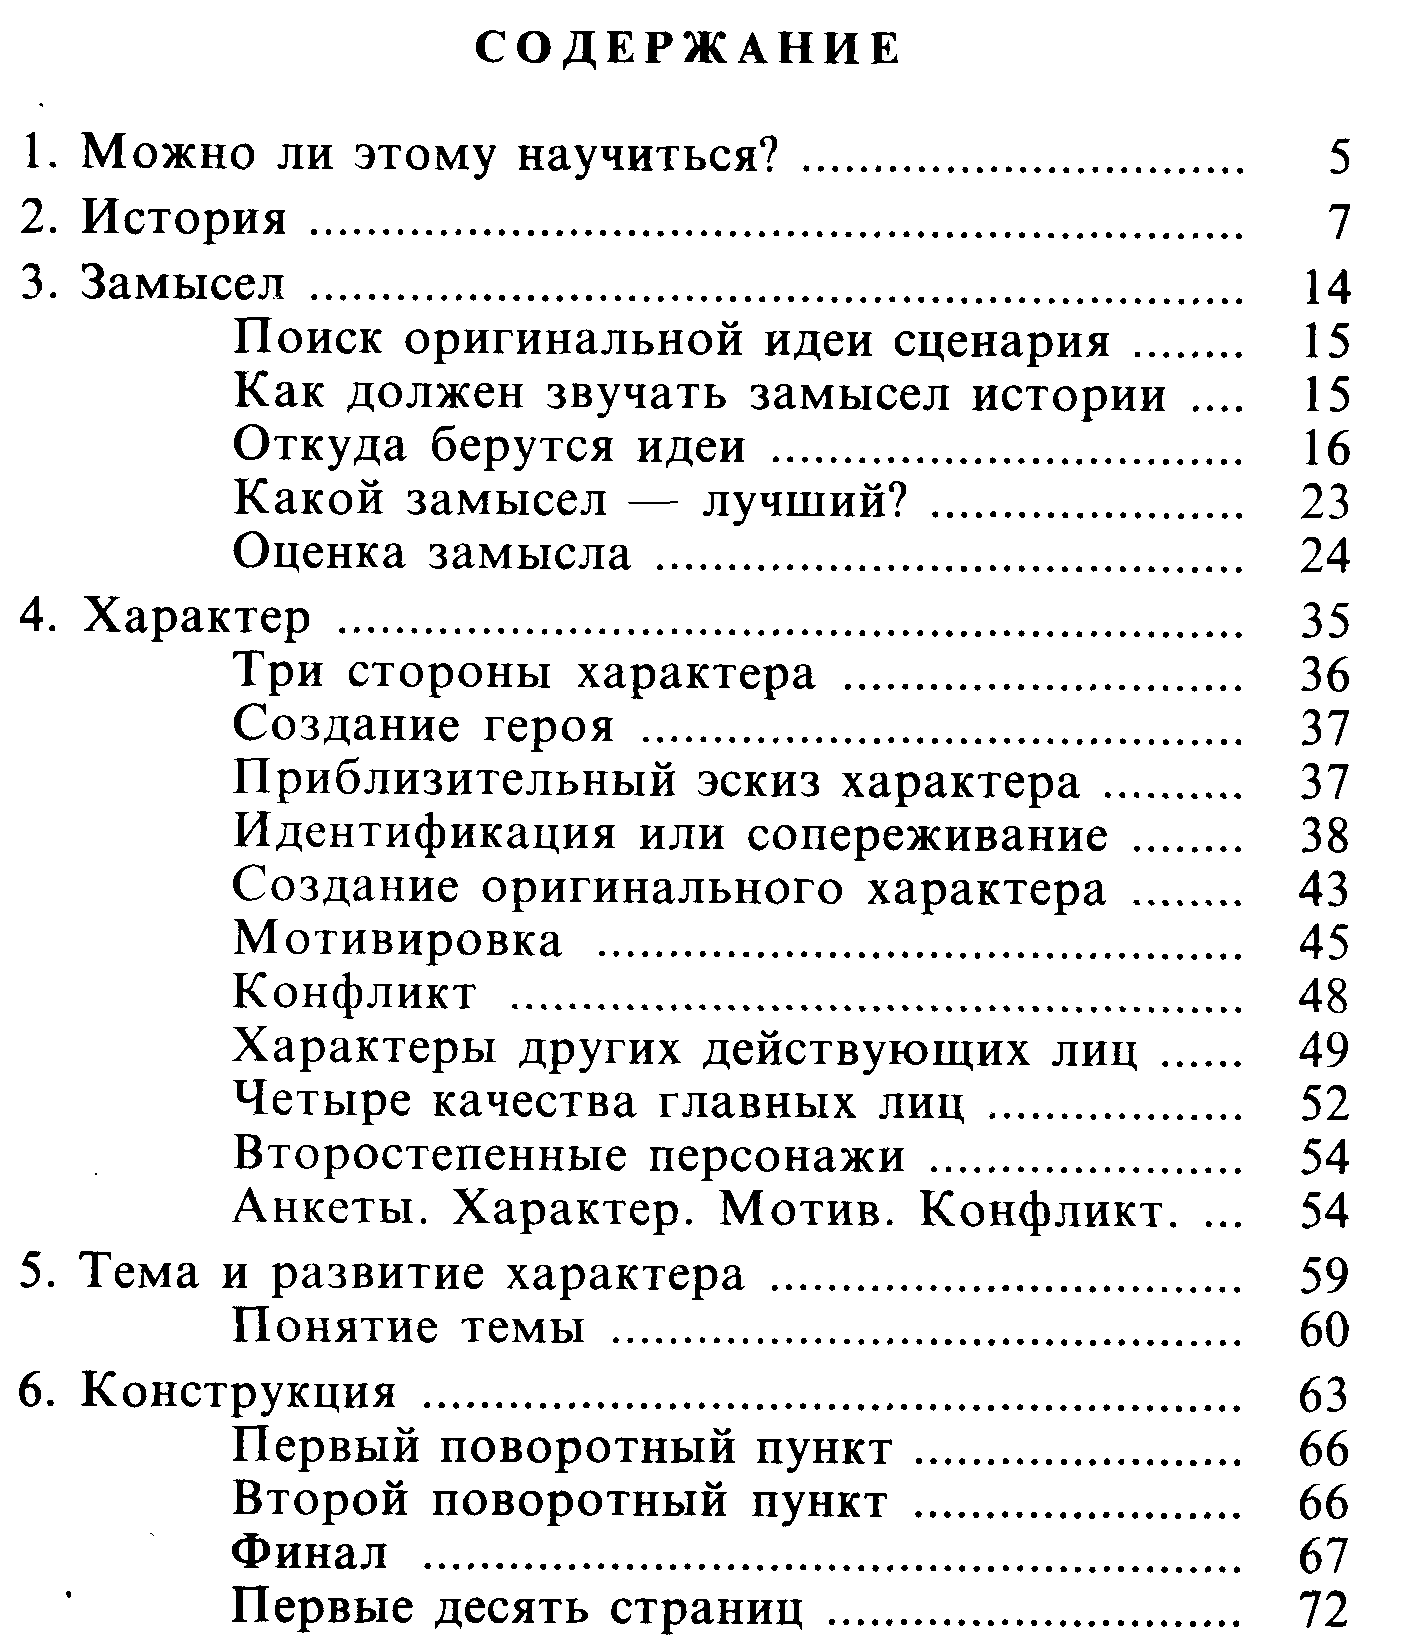 СОДЕРЖАНИЕ
1. Можно ли этому научиться? ............................... 5
2. История ................................................................ 7
3. Замысел ................................................................ 14
Поиск оригинальной идеи сценария ........ 15
Как должен звучать замысел истории .... 15
Откуда берутся идеи ................................. 16
Какой замысел — лучший? ...................... 23
Оценка замысла ......................................... 24
4. Характер .............................................................. 35
Три стороны характера ............................ 36
Создание героя .......................................... 37
Приблизительный эскиз характера .......... 37
Идентификация или сопереживание ........ 38
Создание оригинального характера ........ 43
Мотивировка ............................................. 45
Конфликт ................................................... 48
Характеры других действующих лиц ...... 49
Четыре качества главных лиц .................. 52
Второстепенные персонажи ...................... 54
Анкеты. Характер. Мотив. Конфликт. ... 54
5. Тема и развитие характера ................................. 59
Понятие темы ............................................ 60
6. Конструкция ......................................................... 63
Первый поворотный пункт ....................... 66
Второй поворотный пункт ....................... 66
Финал ......................................................... 67
Первые десять страниц ............................. 72